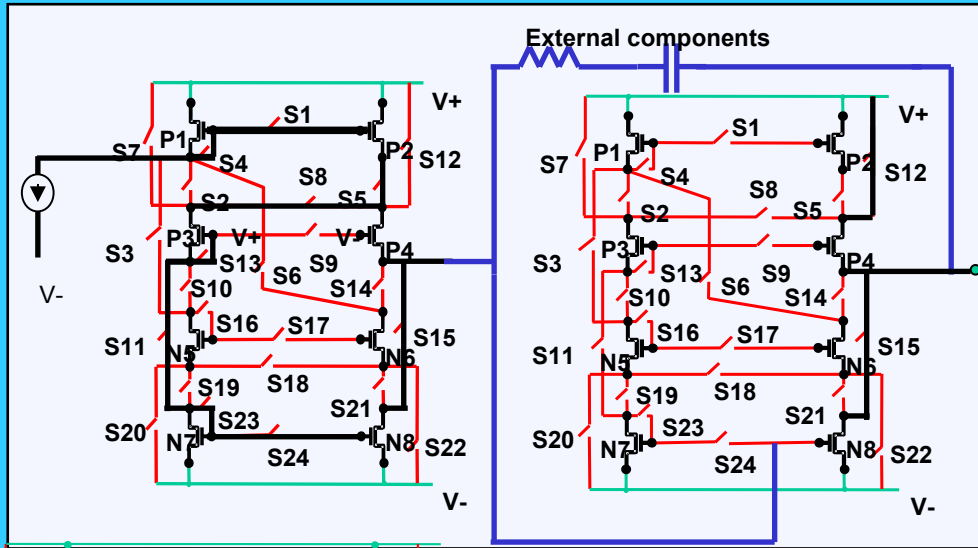 External components
V+
S1
P1
P2
S7
S4
S12
S8
S2
S5
P3
V+
V-
S3
S13
S9
P4
V-
S10
S6
S14
S16
S17
S11
S15
N5
N6
S18
S19
S21
S20
S23
N7
S24
N8
S22
V-
V+
S1
P1
P2
S7
S4
S12
S8
S2
S5
P3
S3
S13
S9
P4
S10
S6
S14
S16
S17
S11
S15
N5
N6
S18
S19
S21
S20
S23
N7
S24
N8
S22
V-